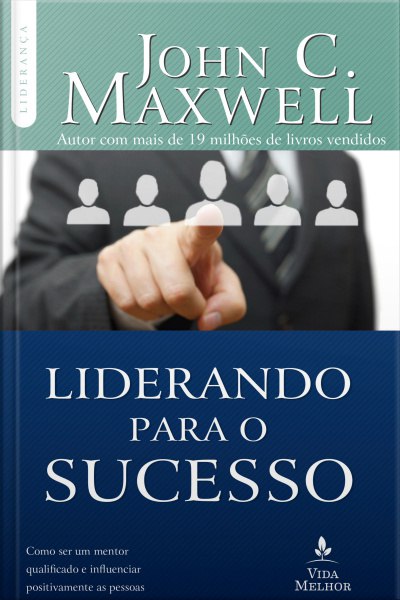 LIDERANÇA
JOHN C.
MAXWELL
Autor com mais de 19 milhões de livros vendidos
LIDERANDO
PARA O
SUCESSO
Como ser um mentor
qualificado e influenciar
positivamente as pessoas
VIDA
MELHOR